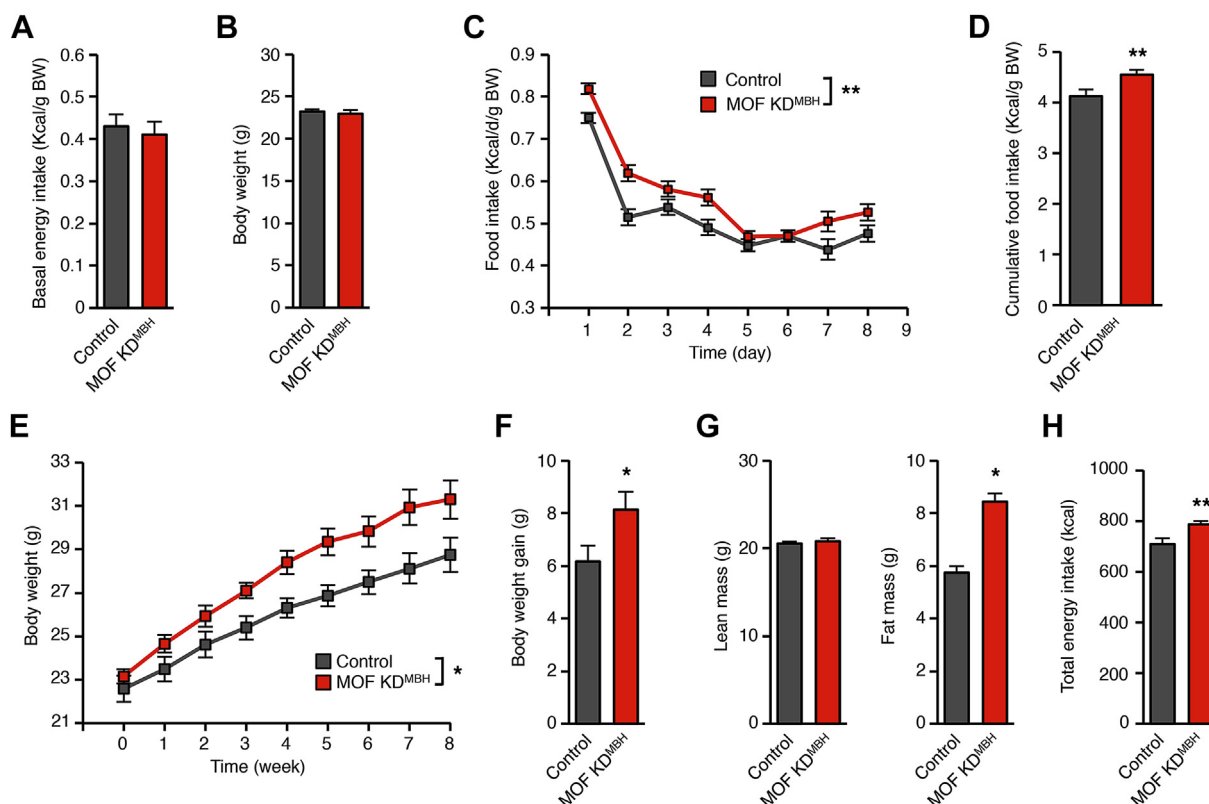 A
Basal energy intake (Kcal/g BW)
0.6
0.5
0.4
0.3
0.2
0.1
0
Control
MOF KDᴹᴮᴴ
B
Body weight (g)
30
25
20
15
10
5
0
Control
MOF KDᴹᴮᴴ
C
Food intake (Kcal/d/g BW)
0.9
0.8
0.7
0.6
0.5
0.4
0.3
Control
MOF KDᴹᴮᴴ
**
1 2 3 4 5 6 7 8 9
Time (day)
D
Cumulative food intake (Kcal/g BW)
5
4
3
2
1
0
**
Control
MOF KDᴹᴮᴴ
E
Body weight (g)
33
31
29
27
25
23
21
Control
MOF KDᴹᴮᴴ
*
0 1 2 3 4 5 6 7 8
Time (week)
F
Body weight gain (g)
10
8
6
4
2
0
*
Control
MOF KDᴹᴮᴴ
G
Lean mass (g)
30
20
10
0
Control
MOF KDᴹᴮᴴ
Fat mass (g)
10
8
6
4
2
0
*
Control
MOF KDᴹᴮᴴ
H
Total energy intake (kcal)
1000
800
600
400
200
0
**
Control
MOF KDᴹᴮᴴ